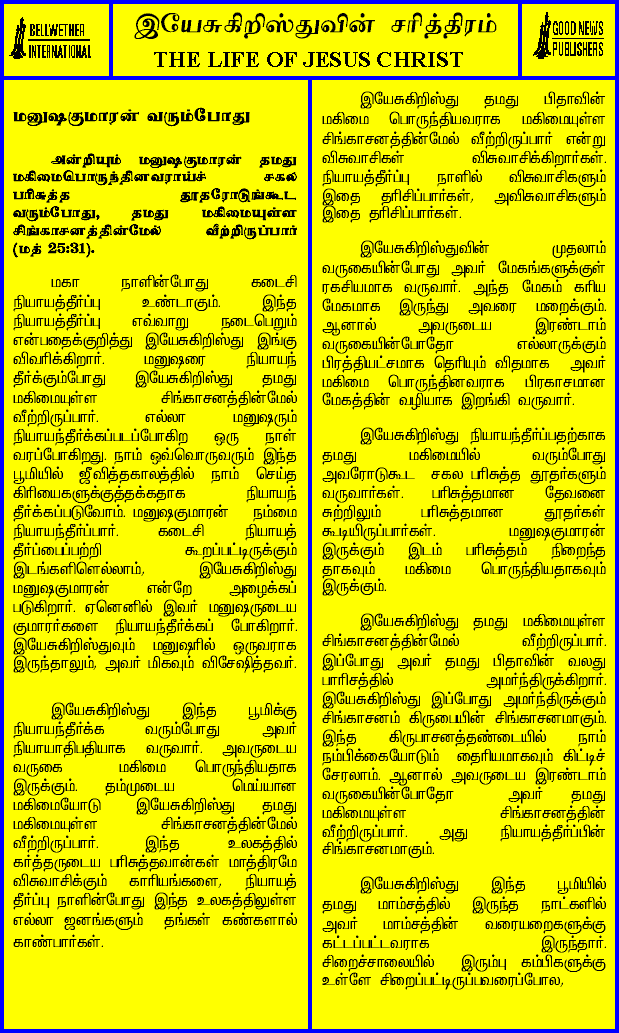 BELLWETHER
INTERNATIONAL
இயேசுகிறிஸ்துவின் சரித்திரம்
THE LIFE OF JESUS CHRIST
GOOD NEWS
PUBLISHERS
மனுஷகுமாரன் வரும்போது
அன்றியும் மனுஷகுமாரன் தமது
மகிமைபொருந்தினவராய்ச் சகல
பரிசுத்த தூதரோடுங்கூட
வரும்போது, தமது மகிமையுள்ள
சிங்காசனத்தின்மேல் வீற்றிருப்பார்
(மத் 25:31).
மகா நாளின்போது கடைசி
நியாயத்தீர்ப்பு உண்டாகும். இந்த
நியாயத்தீர்ப்பு எவ்வாறு நடைபெறும்
என்பதைக்குறித்து இயேசுகிறிஸ்து இங்கு
விவரிக்கிறார். மனுஷரை நியாயந்
தீர்க்கும்போது இயேசுகிறிஸ்து தமது
மகிமையுள்ள சிங்காசனத்தின்மேல்
வீற்றிருப்பார். எல்லா மனுஷரும்
நியாயந்தீர்க்கப்படப்போகிற ஒரு நாள்
வரப்போகிறது. நாம் ஒவ்வொருவரும் இந்த
பூமியில் ஜீவித்தகாலத்தில் நாம் செய்த
கிரியைகளுக்குத்தக்கதாக நியாயந்
தீர்க்கப்படுவோம். மனுஷகுமாரன் நம்மை
நியாயந்தீர்ப்பார். கடைசி நியாயத்
தீர்ப்பைப்பற்றி கூறப்பட்டிருக்கும்
இடங்களிளெல்லாம், இயேசுகிறிஸ்து
மனுஷகுமாரன் என்றே அழைக்கப்
படுகிறார். ஏனெனில் இவர் மனுஷருடைய
குமாரர்களை நியாயந்தீர்க்கப் போகிறார்.
இயேசுகிறிஸ்துவும் மனுஷரில் ஒருவராக
இருந்தாலும், அவர் மிகவும் விசேஷித்தவர்.
இயேசுகிறிஸ்து இந்த பூமிக்கு
நியாயந்தீர்க்க வரும்போது அவர்
நியாயாதிபதியாக வருவார். அவருடைய
வருகை மகிமை பொருந்தியதாக
இருக்கும். தம்முடைய மெய்யான
மகிமையோடு இயேசுகிறிஸ்து தமது
மகிமையுள்ள சிங்காசனத்தின்மேல்
வீற்றிருப்பார். இந்த உலகத்தில்
கர்த்தருடைய பரிசுத்தவான்கள் மாத்திரமே
விசுவாசிக்கும் காரியங்களை, நியாயத்
தீர்ப்பு நாளின்போது இந்த உலகத்திலுள்ள
எல்லா ஜனங்களும் தங்கள் கண்களால்
காண்பார்கள்.
இயேசுகிறிஸ்து தமது பிதாவின்
மகிமை பொருந்தியவராக மகிமையுள்ள
சிங்காசனத்தின்மேல் வீற்றிருப்பார் என்று
விசுவாசிகள் விசுவாசிக்கிறார்கள்.
நியாயத்தீர்ப்பு நாளில் விசுவாசிகளும்
இதை தரிசிப்பார்கள், அவிசுவாசிகளும்
இதை தரிசிப்பார்கள்.
இயேசுகிறிஸ்துவின் முதலாம்
வருகையின்போது அவர் மேகங்களுக்குள்
ரகசியமாக வருவார். அந்த மேகம் கரிய
மேகமாக இருந்து அவரை மறைக்கும்.
ஆனால் அவருடைய இரண்டாம்
வருகையின்போதோ எல்லாருக்கும்
பிரத்தியட்சமாக தெரியும் விதமாக அவர்
மகிமை பொருந்தினவராக பிரகாசமான
மேகத்தின் வழியாக இறங்கி வருவார்.
இயேசுகிறிஸ்து நியாயந்தீர்ப்பதற்காக
தமது மகிமையில் வரும்போது
அவரோடுகூட சகல பரிசுத்த தூதர்களும்
வருவார்கள். பரிசுத்தமான தேவனை
சுற்றிலும் பரிசுத்தமான தூதர்கள்
கூடியிருப்பார்கள். மனுஷகுமாரன்
இருக்கும் இடம் பரிசுத்தம் நிறைந்த
தாகவும் மகிமை பொருந்தியதாகவும்
இருக்கும்.
இயேசுகிறிஸ்து தமது மகிமையுள்ள
சிங்காசனத்தின்மேல் வீற்றிருப்பார்.
இப்போது அவர் தமது பிதாவின் வலது
பாரிசத்தில் அமர்ந்திருக்கிறார்.
இயேசுகிறிஸ்து இப்போது அமர்ந்திருக்கும்
சிங்காசனம் கிருபையின் சிங்காசனமாகும்.
இந்த கிருபாசனத்தண்டையில் நாம்
நம்பிக்கையோடும் தைரியமாகவும் கிட்டிச்
சேரலாம். ஆனால் அவருடைய இரண்டாம்
வருகையின்போதோ அவர் தமது
மகிமையுள்ள சிங்காசனத்தின்
வீற்றிருப்பார். அது நியாயத்தீர்ப்பின்
சிங்காசனமாகும்.
இயேசுகிறிஸ்து இந்த பூமியில்
தமது மாம்சத்தில் இருந்த நாட்களில்
அவர் மாம்சத்தின் வரையறைகளுக்கு
கட்டப்பட்டவராக இருந்தார்.
சிறைச்சாலையில் இரும்பு கம்பிகளுக்கு
உள்ளே சிறைப்பட்டிருப்பவரைப்போல,